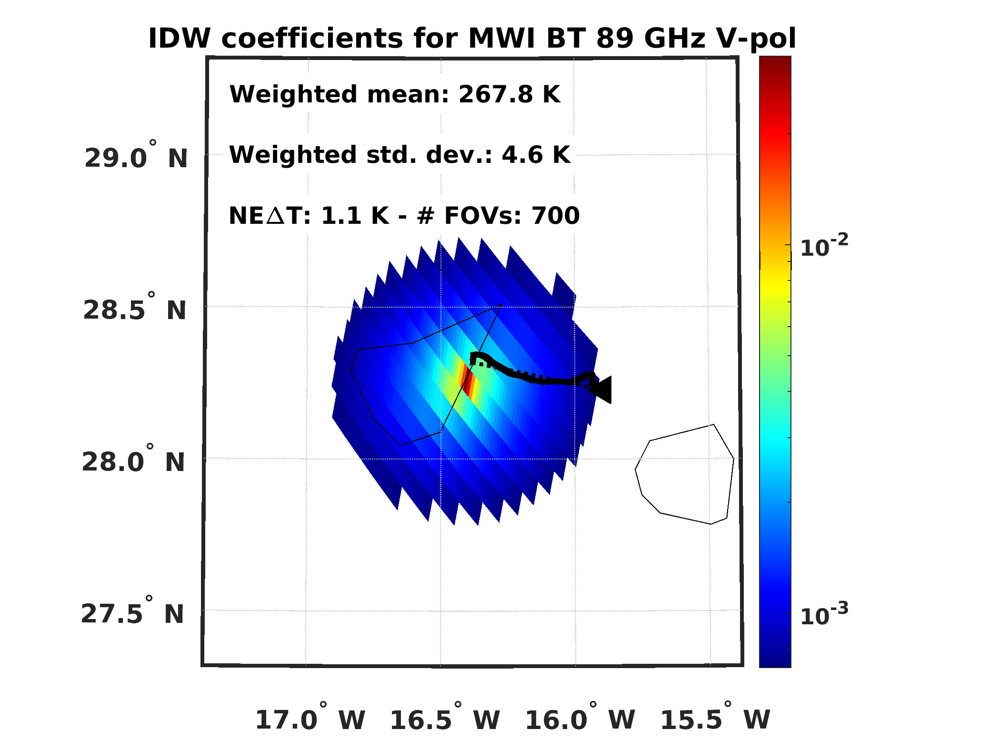 IDW coefficients for MWI BT 89 GHz V-pol
Weighted mean: 267.8 K
Weighted std. dev.: 4.6 K
NEΔT: 1.1 K - # FOVs: 700
29.0° N
28.5° N
28.0° N
27.5° N
17.0° W 16.5° W 16.0° W 15.5° W
10⁻²
10⁻³